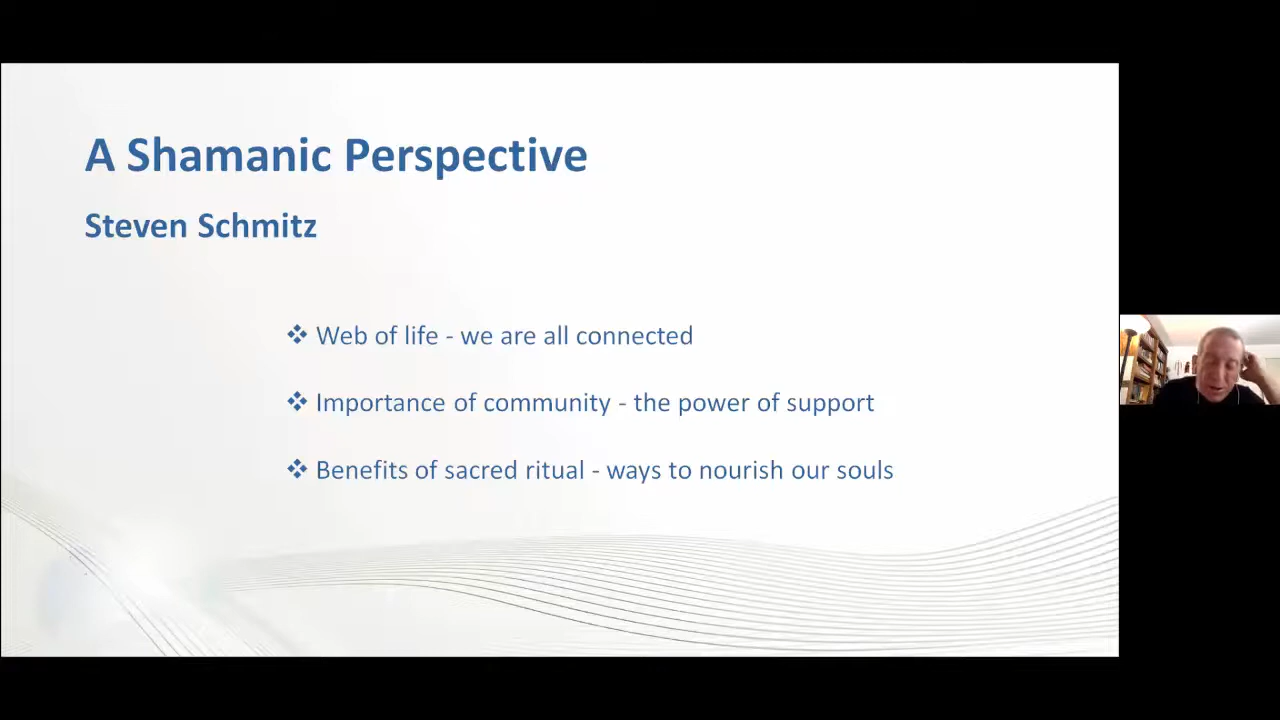 A Shamanic Perspective
Steven Schmitz
❖ Web of life - we are all connected
❖ Importance of community - the power of support
❖ Benefits of sacred ritual - ways to nourish our souls